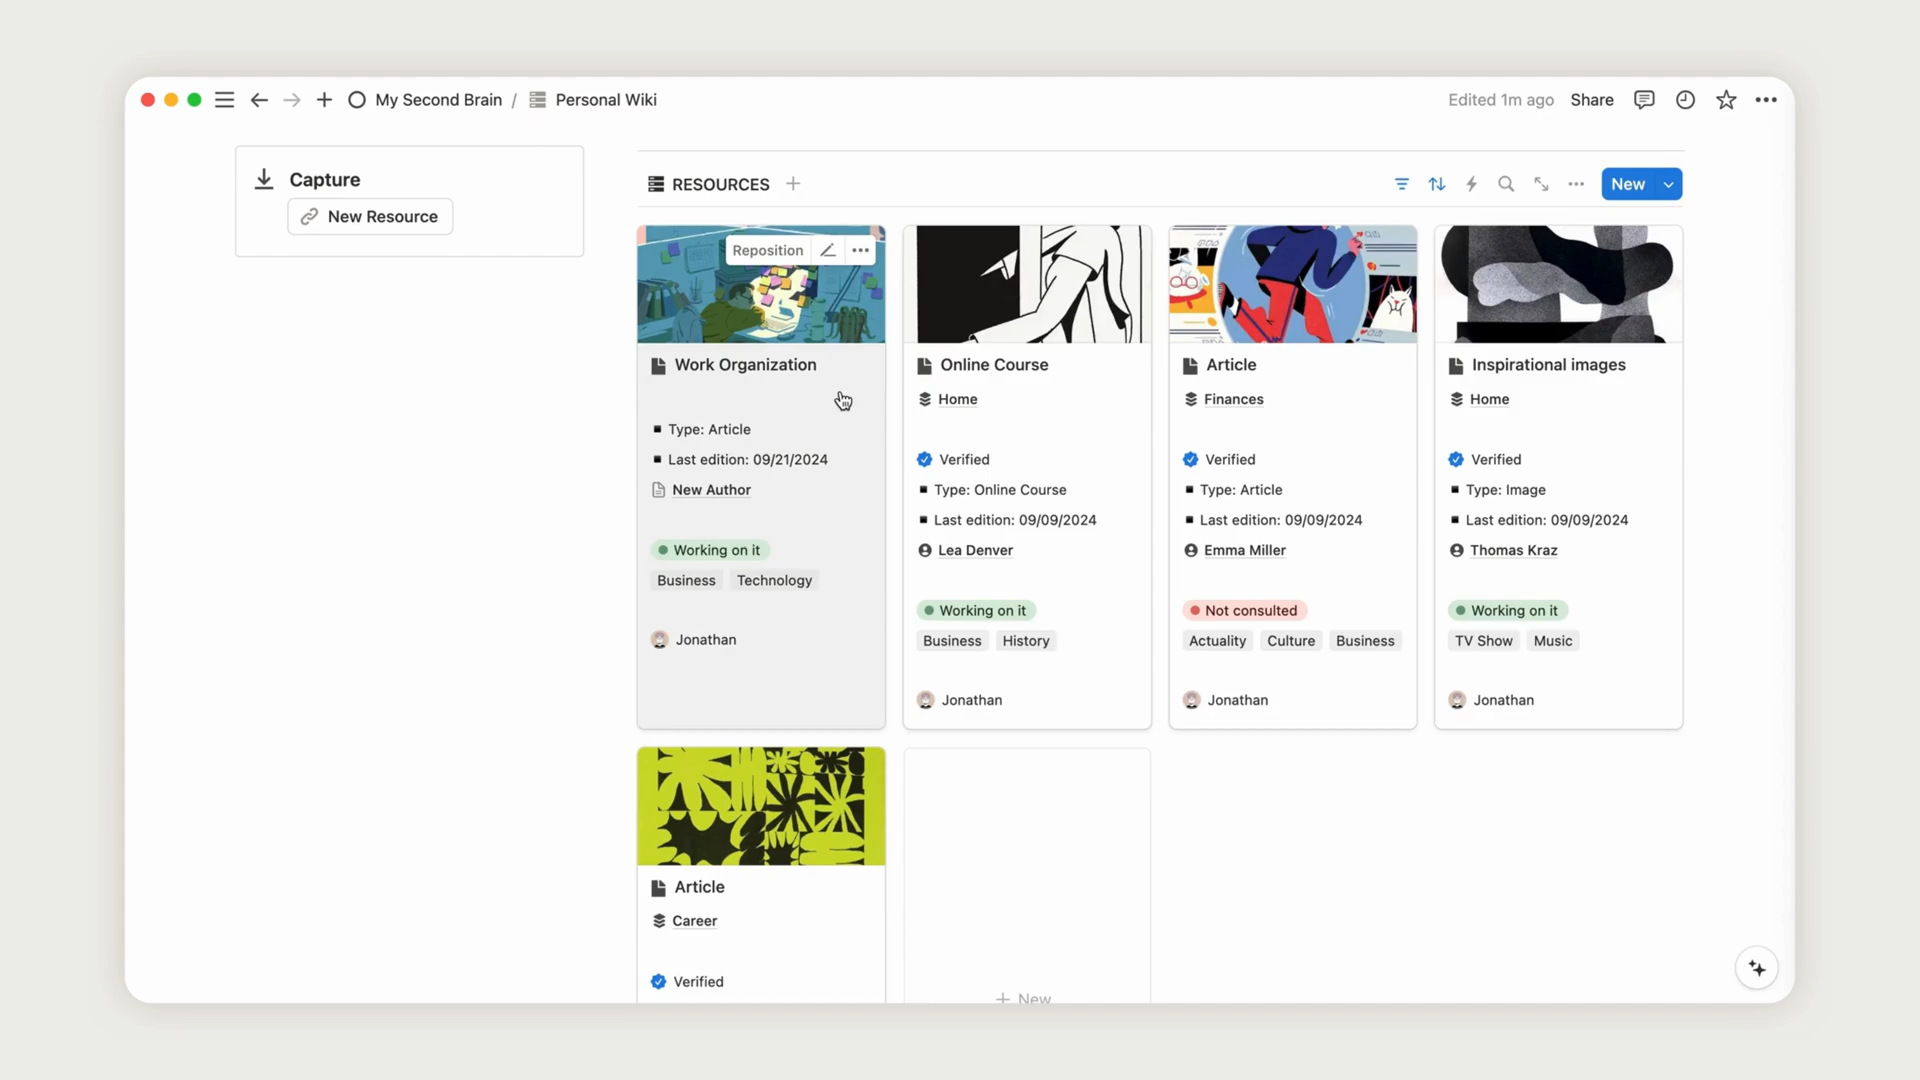 My Second Brain / Personal Wiki
Edited 1m ago Share
Capture
New Resource
RESOURCES
New
Reposition
Work Organization
Type: Article
Last edition: 09/21/2024
New Author
Working on it
Business Technology
Jonathan
Online Course
Home
Verified
Type: Online Course
Last edition: 09/09/2024
Lea Denver
Working on it
Business History
Jonathan
Article
Finances
Verified
Type: Article
Last edition: 09/09/2024
Emma Miller
Not consulted
Actuality Culture Business
Jonathan
Inspirational images
Home
Verified
Type: Image
Last edition: 09/09/2024
Thomas Kraz
Working on it
TV Show Music
Jonathan
Article
Career
Verified
+ New